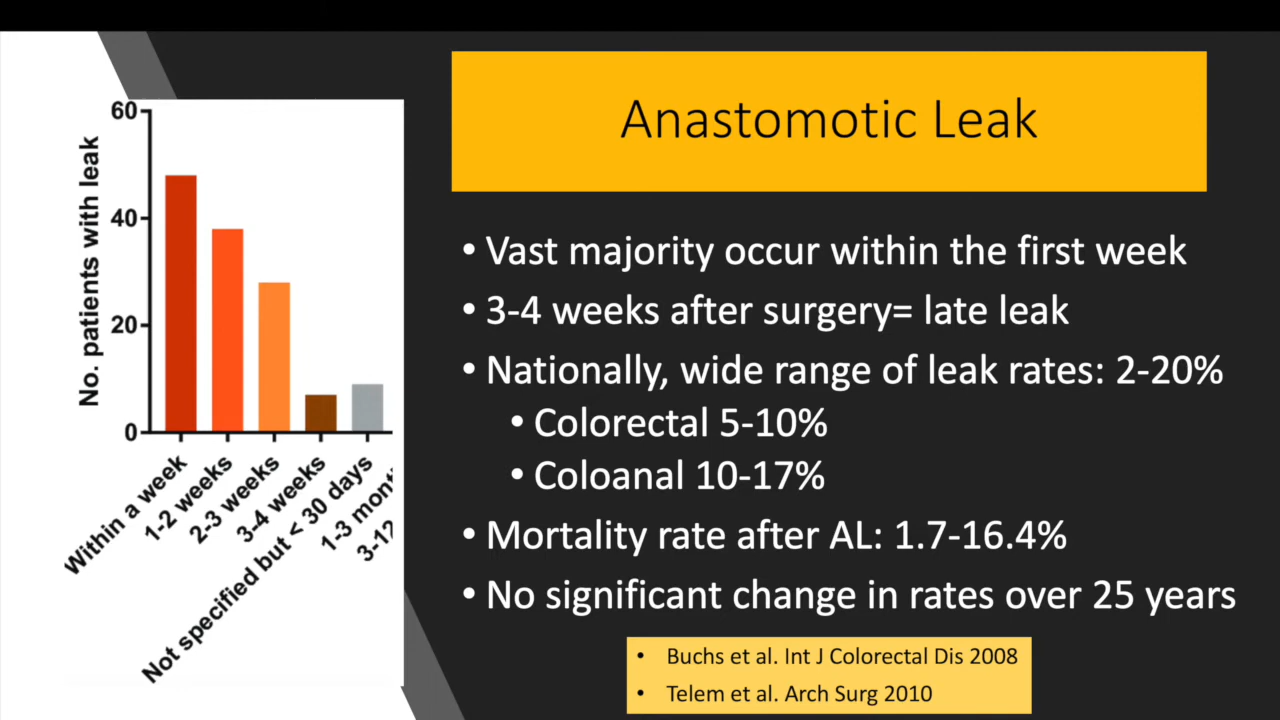 Anastomotic Leak
60
40
20
0
No. patients with leak
Within a week
1-2 weeks
2-3 weeks
3-4 weeks
Not specified but < 30 days
1-3 mont
3-12
• Vast majority occur within the first week
• 3-4 weeks after surgery= late leak
• Nationally, wide range of leak rates: 2-20%
• Colorectal 5-10%
• Coloanal 10-17%
• Mortality rate after AL: 1.7-16.4%
• No significant change in rates over 25 years
• Buchs et al. Int J Colorectal Dis 2008
• Telem et al. Arch Surg 2010